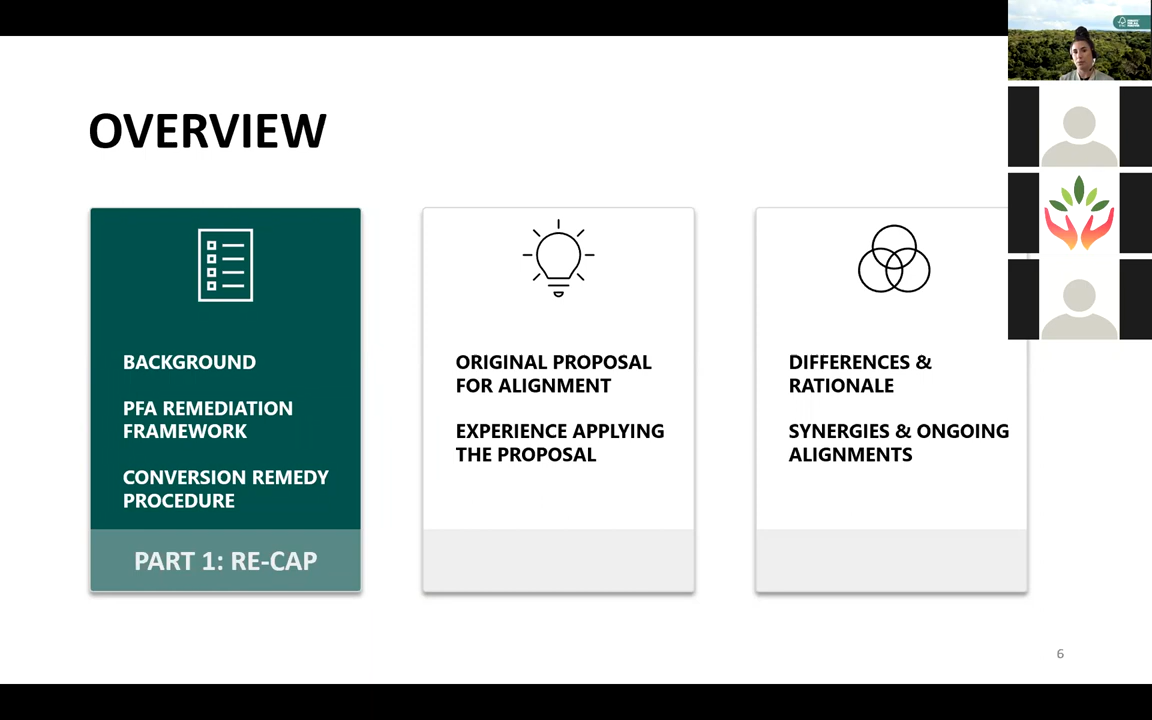 OVERVIEW
BACKGROUND
PFA REMEDIATION
FRAMEWORK
CONVERSION REMEDY
PROCEDURE
PART 1: RE-CAP
ORIGINAL PROPOSAL
FOR ALIGNMENT
EXPERIENCE APPLYING
THE PROPOSAL
DIFFERENCES &
RATIONALE
SYNERGIES & ONGOING
ALIGNMENTS
6